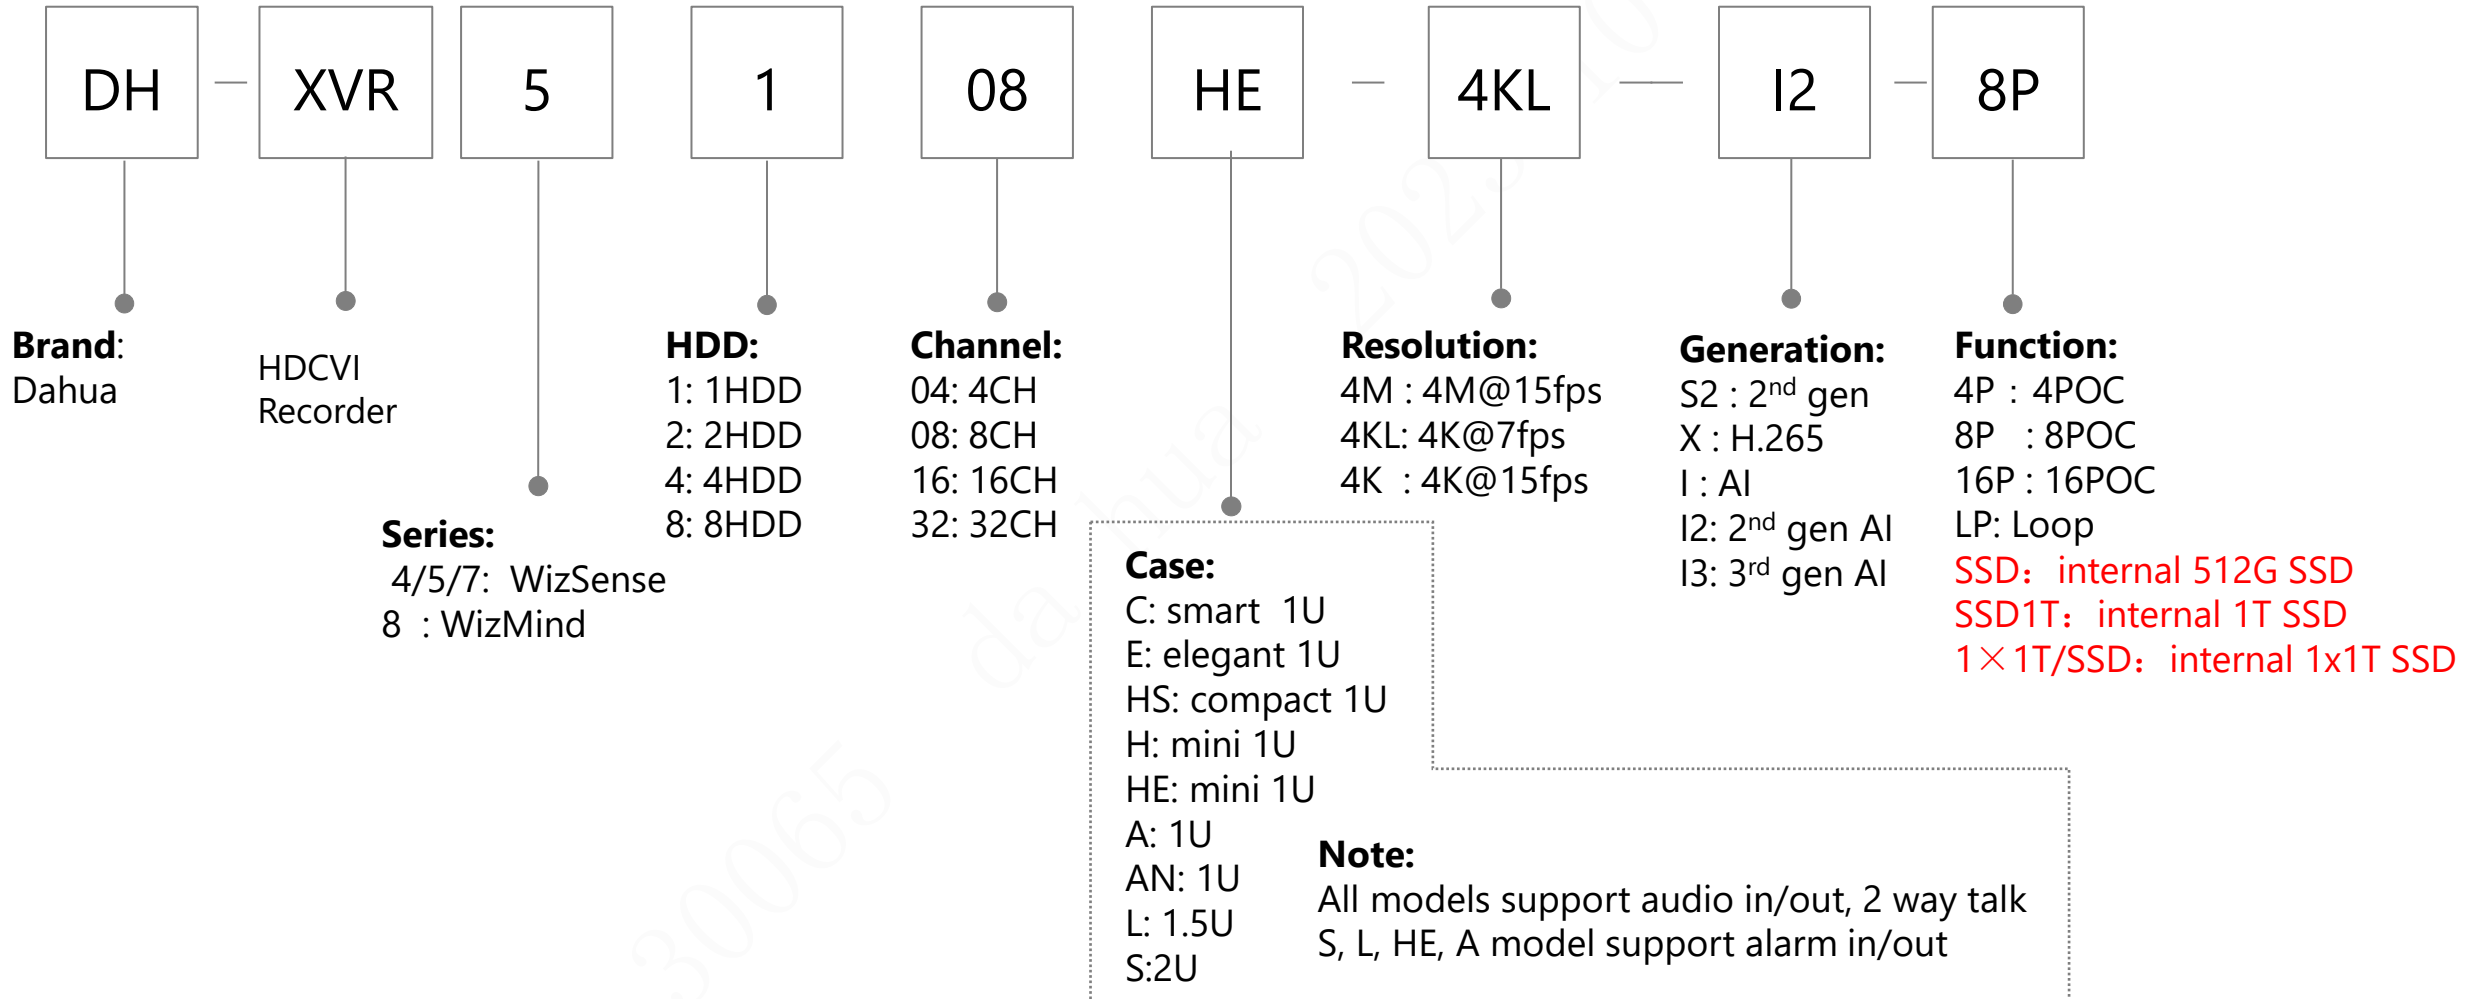 DH — XVR 5 1 08 HE — 4KL — I2 — 8P
Brand:
Dahua
HDCVI
Recorder
Series:
4/5/7: WizSense
8 : WizMind
HDD:
1: 1HDD
2: 2HDD
4: 4HDD
8: 8HDD
Channel:
04: 4CH
08: 8CH
16: 16CH
32: 32CH
Case:
C: smart 1U
E: elegant 1U
HS: compact 1U
H: mini 1U
HE: mini 1U
A: 1U
AN: 1U
L: 1.5U
S:2U
Note:
All models support audio in/out, 2 way talk
S, L, HE, A model support alarm in/out
Resolution:
4M : 4M@15fps
4KL: 4K@7fps
4K : 4K@15fps
Generation:
S2 : 2nd gen
X : H.265
I : AI
I2: 2nd gen AI
I3: 3rd gen AI
Function:
4P : 4POC
8P : 8POC
16P : 16POC
LP: Loop
SSD：internal 512G SSD
SSD1T：internal 1T SSD
1×1T/SSD：internal 1x1T SSD